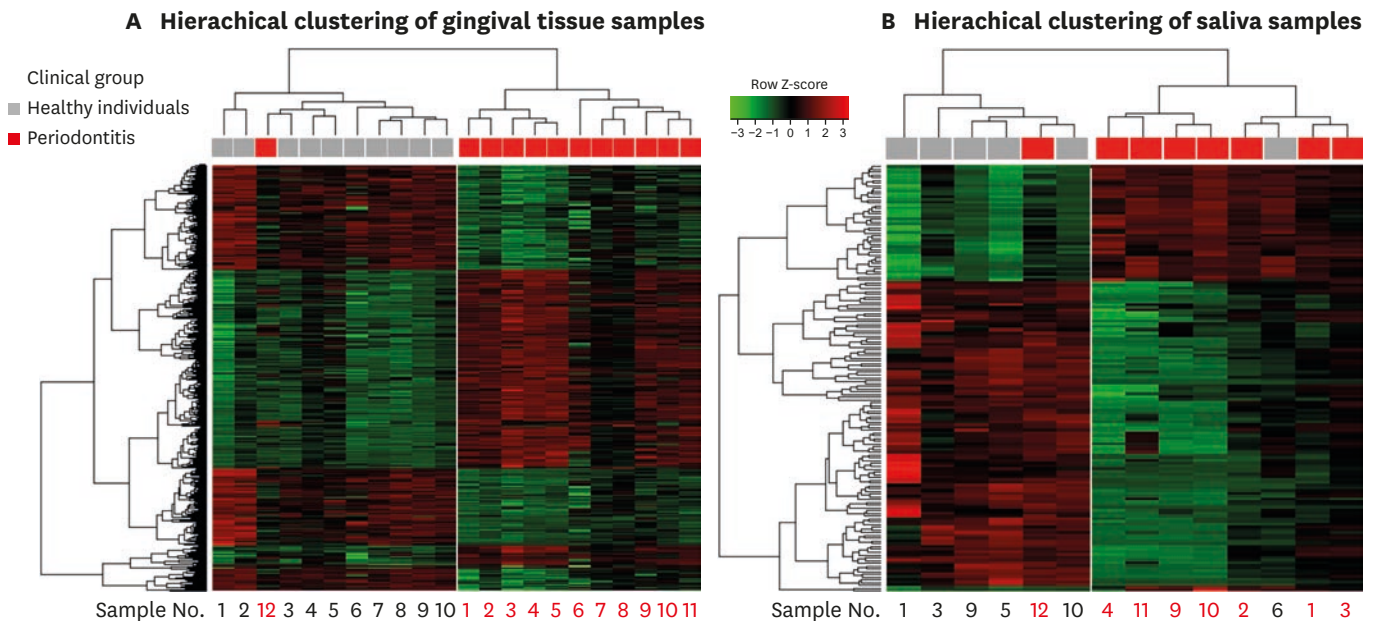 A Hierachical clustering of gingival tissue samples
Clinical group
Healthy individuals
Periodontitis
Sample No. 1 2 12 3 4 5 6 7 8 9 10 1 2 3 4 5 6 7 8 9 10 11
B Hierachical clustering of saliva samples
Row Z-score
−3 −2 −1 0 1 2 3
1 3 9 5 12 10 4 11 9 10 2 6 1 3